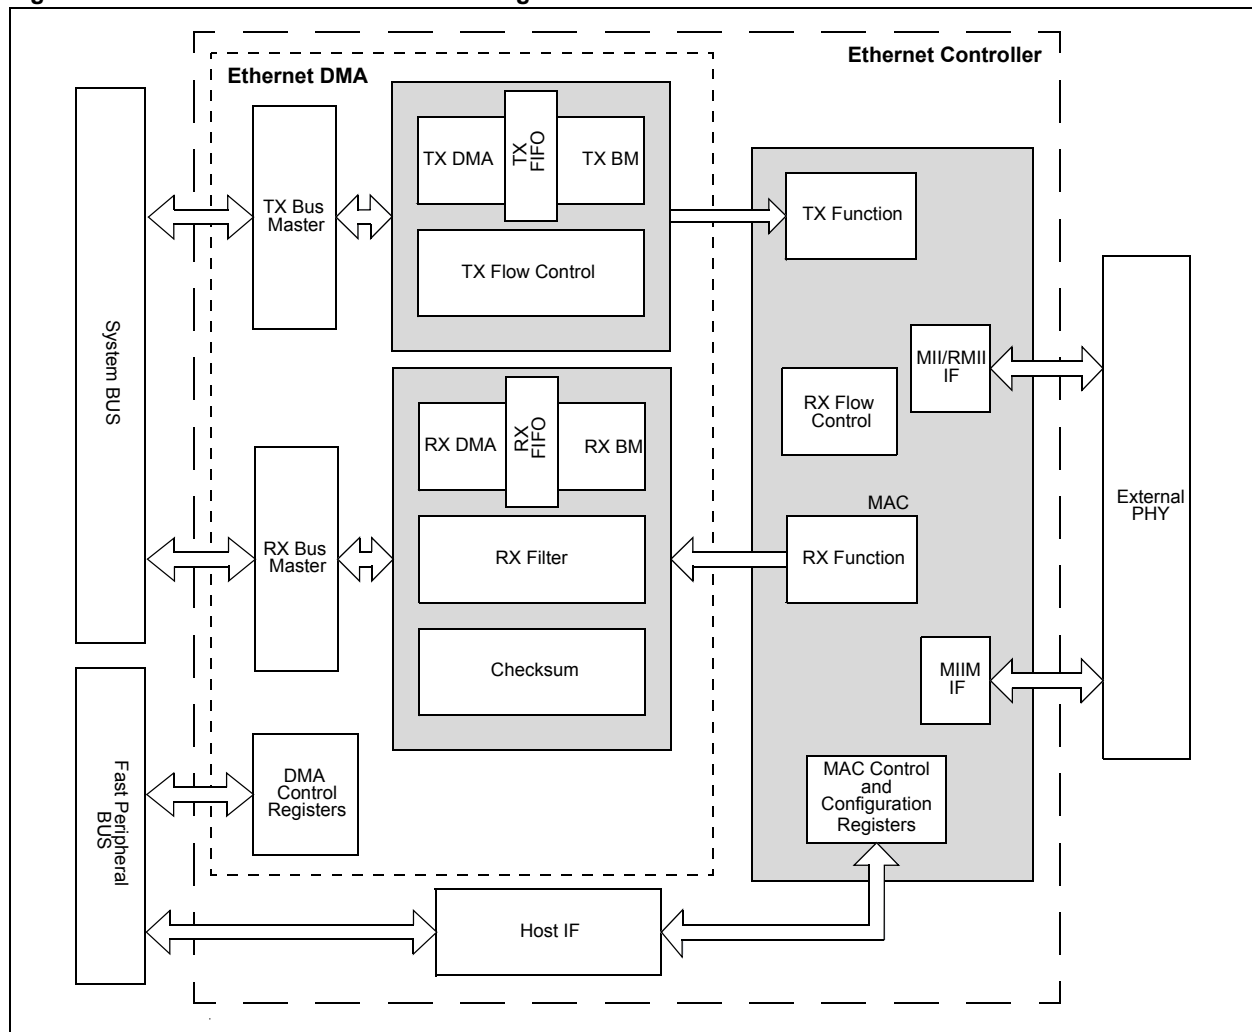 Ethernet Controller
Ethernet DMA
System BUS
TX Bus
Master
TX DMA
TX
FIFO
TX BM
TX Flow Control
TX Function
MII/RMII
IF
RX Flow
Control
RX DMA
RX
FIFO
RX BM
RX Bus
Master
RX Filter
MAC
RX Function
External
PHY
Checksum
MIIM
IF
Fast Peripheral
BUS
DMA
Control
Registers
MAC Control
and
Configuration
Registers
Host IF